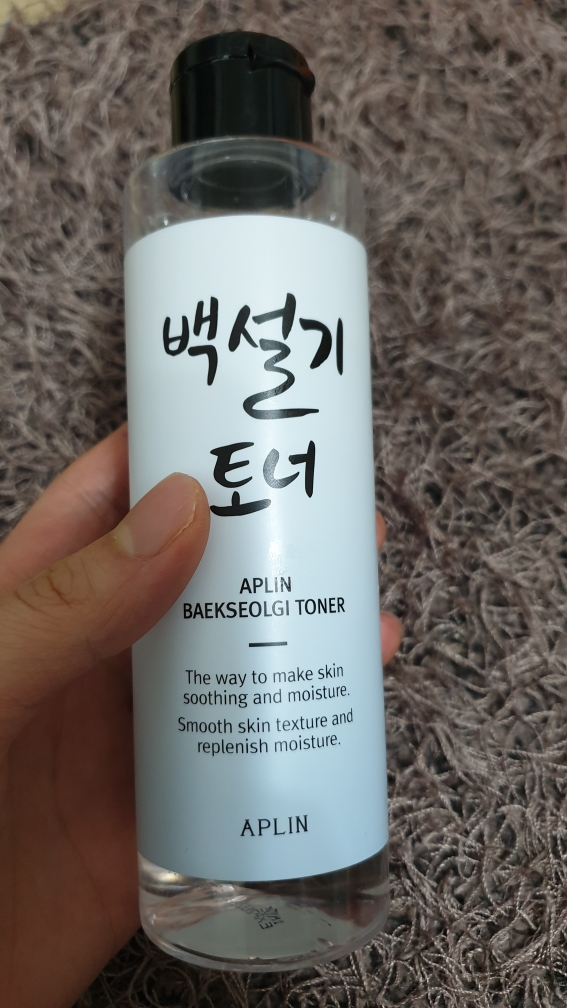 백설기
토너
APLIN
BAEKSEOLGI TONER
The way to make skin
soothing and moisture.
Smooth skin texture and
replenish moisture.
APLIN